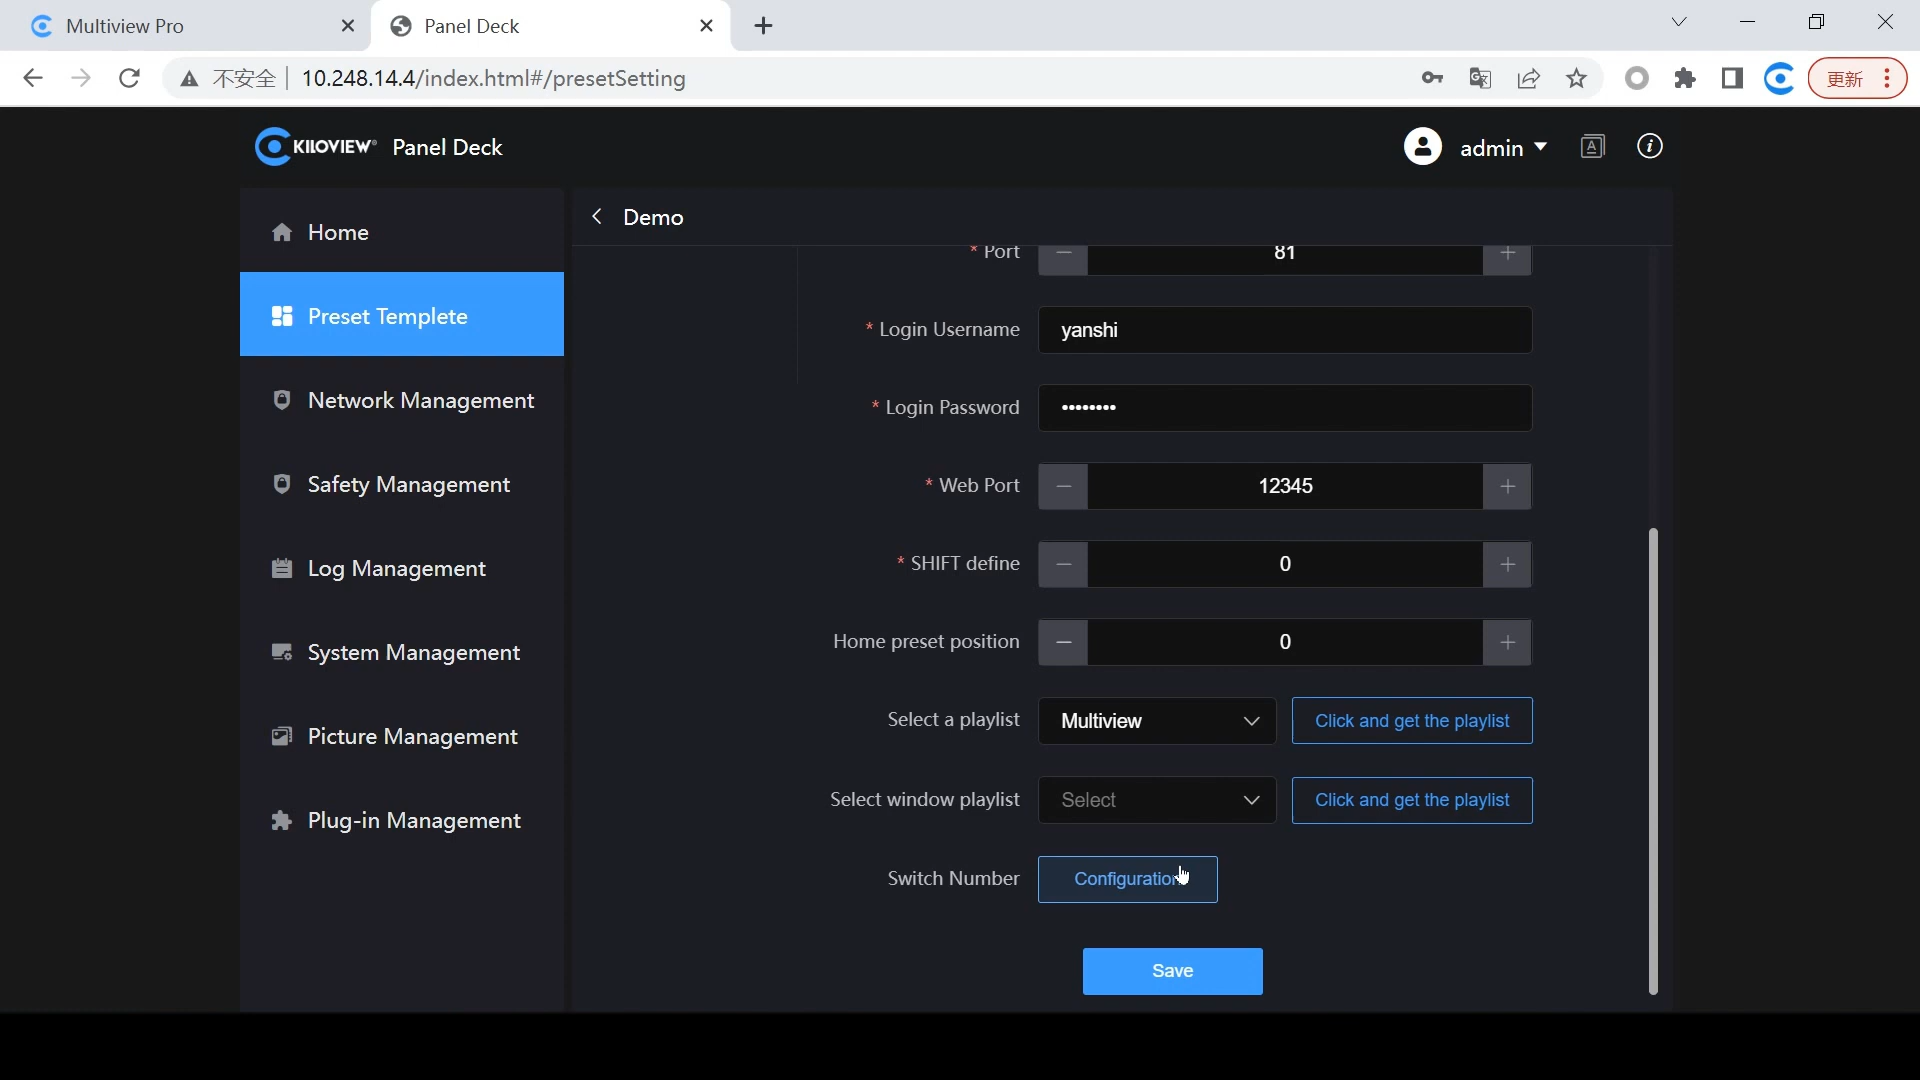 Multiview Pro
Panel Deck
不安全
10.248.14.4/index.html#/presetSetting
更新
KILOVIEW® Panel Deck
admin
Home
Preset Templete
Network Management
Safety Management
Log Management
System Management
Picture Management
Plug-in Management
Demo
* Port 81
* Login Username yanshi
* Login Password ••••••••
* Web Port 12345
* SHIFT define 0
Home preset position 0
Select a playlist Multiview Click and get the playlist
Select window playlist Select Click and get the playlist
Switch Number Configuration
Save